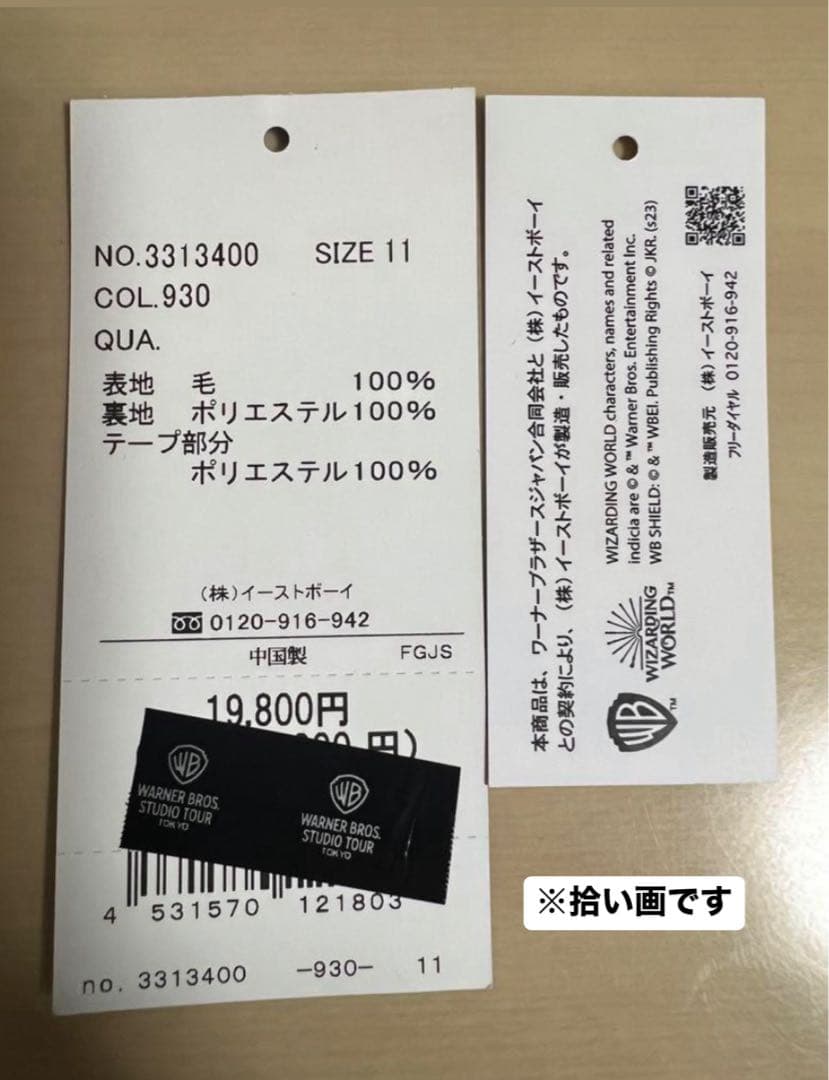 NO.3313400 SIZE 11
COL.930
QUA.
表地 毛 100%
裏地 ポリエステル100%
テープ部分
ポリエステル100%
(株)イーストボーイ
0120-916-942
中国製 FGJS
19,800円
円)
WARNER BROS.
STUDIO TOUR
TOKYO
WARNER BROS.
STUDIO TOUR
TOKYO
4 531570 121803
no. 3313400 -930- 11
本商品は、ワーナーブラザースジャパン合同会社と(株)イーストボーイ
との契約により、(株)イーストボーイが製造・販売したものです。
WIZARDING WORLD characters, names and related
indicia are © & ™ Warner Bros. Entertainment Inc.
WB SHIELD: © & ™ WBEI. Publishing Rights © JKR. (s23)
WB™
WIZARDING
WORLD™
製造販売元 (株)イーストボーイ
フリーダイヤル 0120-916-942
※拾い画です